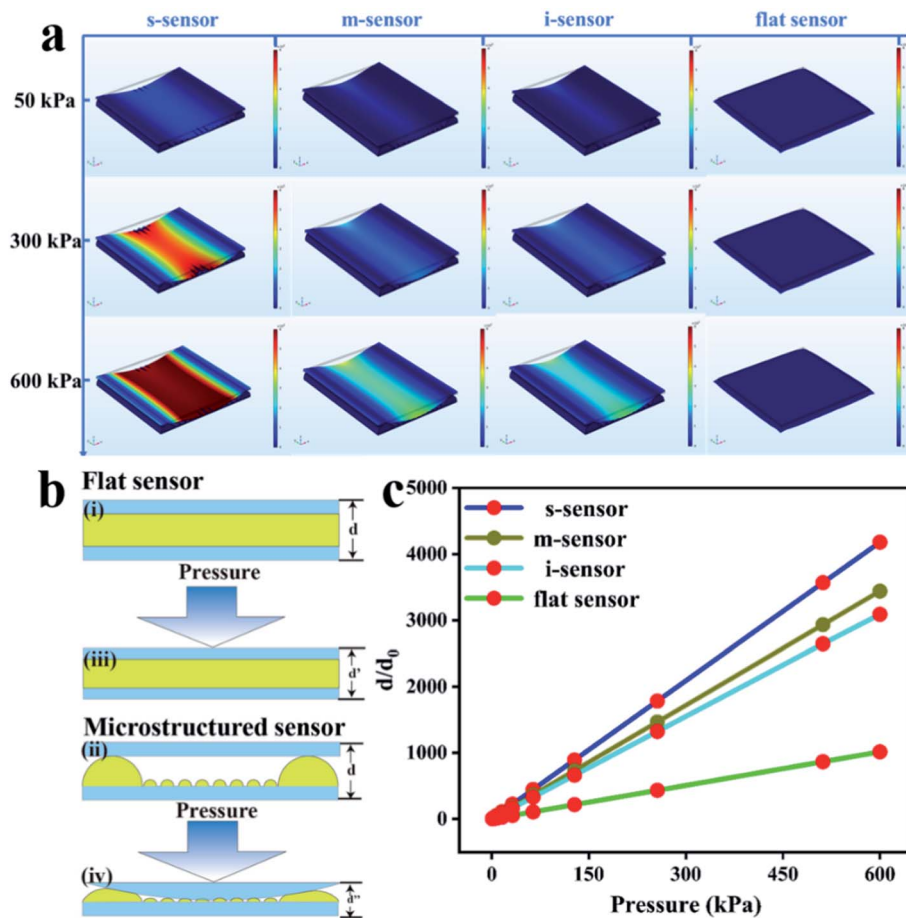 a
s-sensor
m-sensor
i-sensor
flat sensor
50 kPa
300 kPa
600 kPa
b
Flat sensor
(i)
d
Pressure
(iii)
d'
Microstructured sensor
(ii)
d
Pressure
(iv)
d''
c
5000
4000
3000
2000
1000
0
d/d₀
s-sensor
m-sensor
i-sensor
flat sensor
0
150
300
450
600
Pressure (kPa)